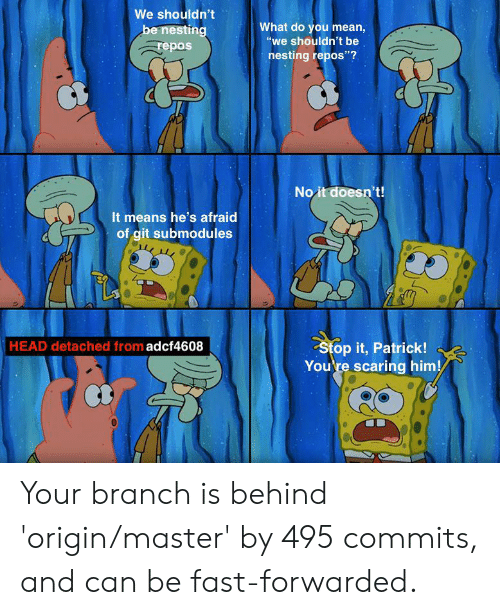 We shouldn't
be nesting
repos
What do you mean,
"we shouldn't be
nesting repos"?
It means he's afraid
of git submodules
No it doesn't!
HEAD detached from adcf4608
Stop it, Patrick!
You're scaring him!
Your branch is behind
'origin/master' by 495 commits,
and can be fast-forwarded.